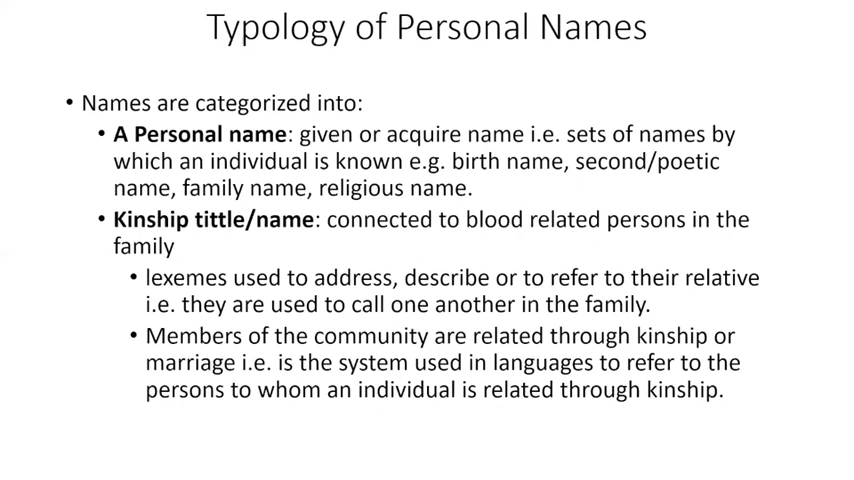 Typology of Personal Names
• Names are categorized into:
• A Personal name: given or acquire name i.e. sets of names by
which an individual is known e.g. birth name, second/poetic
name, family name, religious name.
• Kinship tittle/name: connected to blood related persons in the
family
• lexemes used to address, describe or to refer to their relative
i.e. they are used to call one another in the family.
• Members of the community are related through kinship or
marriage i.e. is the system used in languages to refer to the
persons to whom an individual is related through kinship.